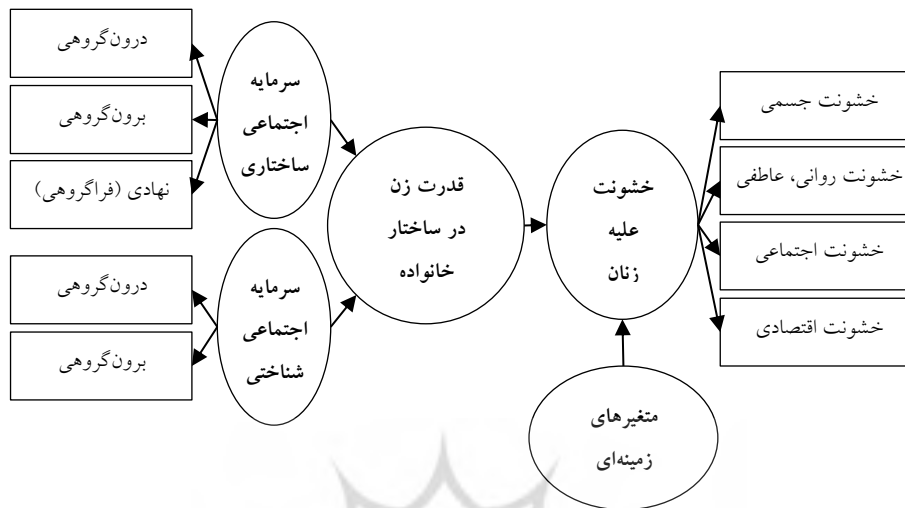 درون‌گروهی
برون‌گروهی
نهادی (فراگروهی)
سرمایه
اجتماعی
ساختاری
درون‌گروهی
برون‌گروهی
سرمایه
اجتماعی
شناختی
قدرت زن
در ساختار
خانواده
خشونت
علیه
زنان
متغیرهای
زمینه‌ای
خشونت جسمی
خشونت روانی، عاطفی
خشونت اجتماعی
خشونت اقتصادی